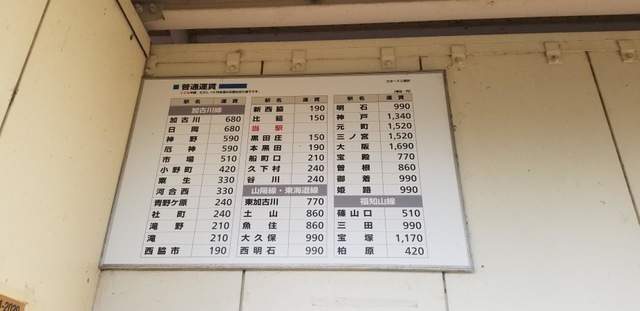 普通運賃
駅名 運賃
加古川線
加古川 680
日岡 680
神野 590
厄神 590
市場 510
小野町 420
粟生 330
河合西 330
青野ケ原 240
社町 240
滝野 210
滝 210
西脇市 190
駅名 運賃
新西脇 190
比延 150
当駅
黒田庄 150
本黒田 190
船町口 210
久下村 240
谷川 240
山陽線・東海道線
東加古川 770
土山 860
魚住 860
大久保 990
西明石 990
駅名 運賃
明石 990
神戸 1,340
元町 1,520
三ノ宮 1,520
大阪 1,690
宝殿 770
曽根 860
御着 990
姫路 990
福知山線
篠山口 510
三田 990
宝塚 1,170
柏原 420